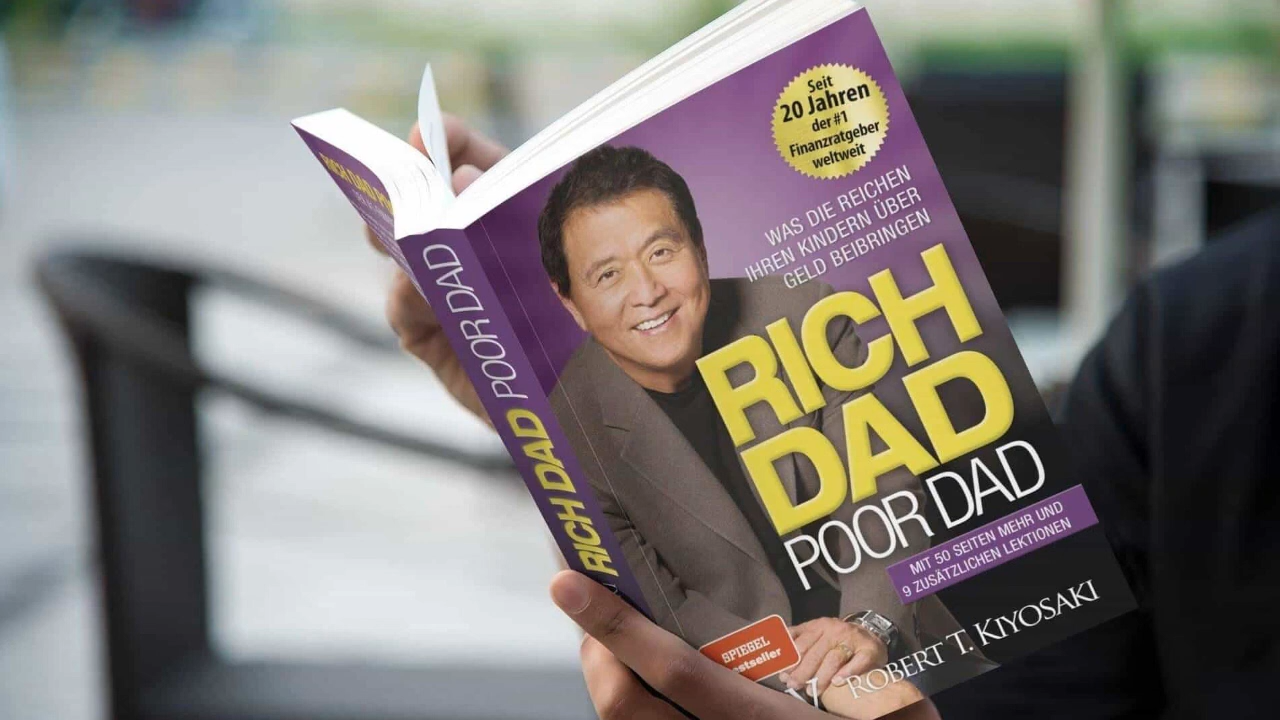 Seit
20 Jahren
der #1
Finanzratgeber
weltweit
WAS DIE REICHEN
IHREN KINDERN ÜBER
GELD BEIBRINGEN
RICH
DAD
POOR DAD
MIT 50 SEITEN MEHR UND
9 ZUSÄTZLICHEN LEKTIONEN
ROBERT T. KIYOSAKI
SPIEGEL
RICH DAD POOR DAD